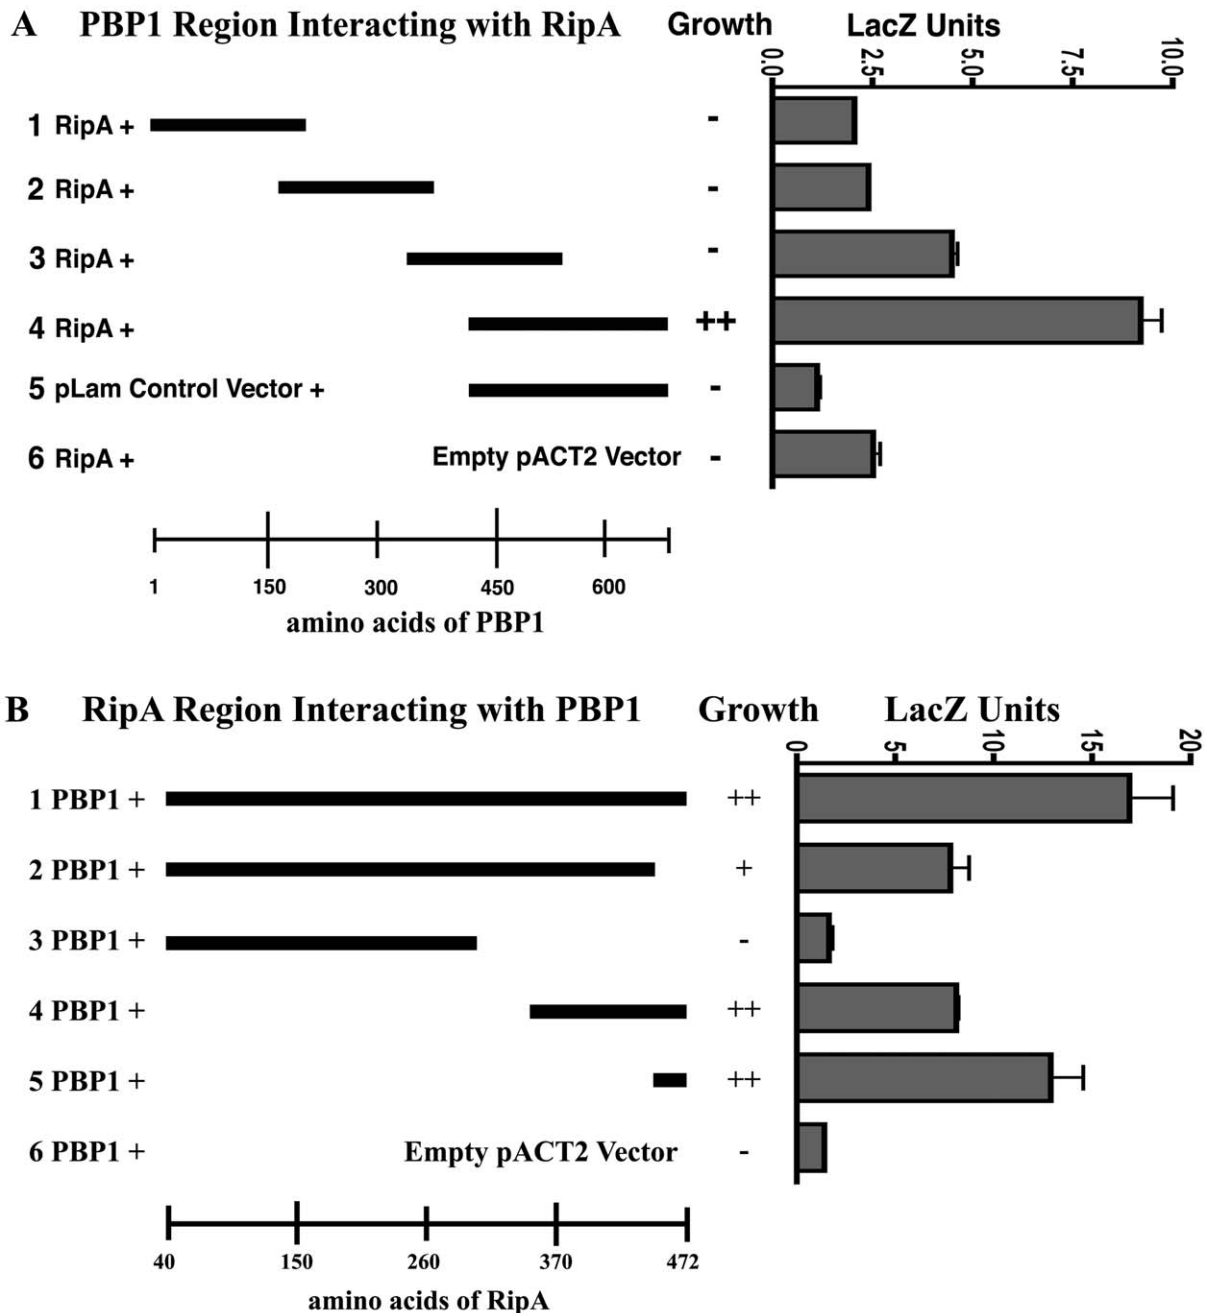 A PBP1 Region Interacting with RipA Growth LacZ Units
0.0 2.5 5.0 7.5 10.0
1 RipA + -
2 RipA + -
3 RipA + -
4 RipA + ++
5 pLam Control Vector + -
6 RipA + Empty pACT2 Vector -
1 150 300 450 600
amino acids of PBP1
B RipA Region Interacting with PBP1 Growth LacZ Units
0 5 10 15 20
1 PBP1 + ++
2 PBP1 + +
3 PBP1 + -
4 PBP1 + ++
5 PBP1 + ++
6 PBP1 + Empty pACT2 Vector -
40 150 260 370 472
amino acids of RipA